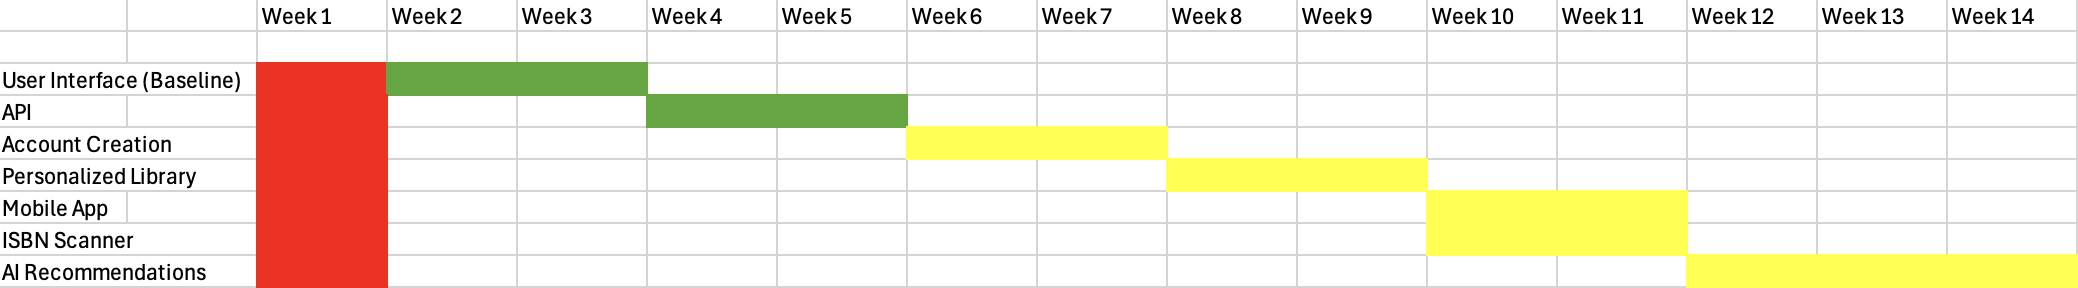 Week 1 Week 2 Week 3 Week 4 Week 5 Week 6 Week 7 Week 8 Week 9 Week 10 Week 11 Week 12 Week 13 Week 14
User Interface (Baseline)
API
Account Creation
Personalized Library
Mobile App
ISBN Scanner
AI Recommendations